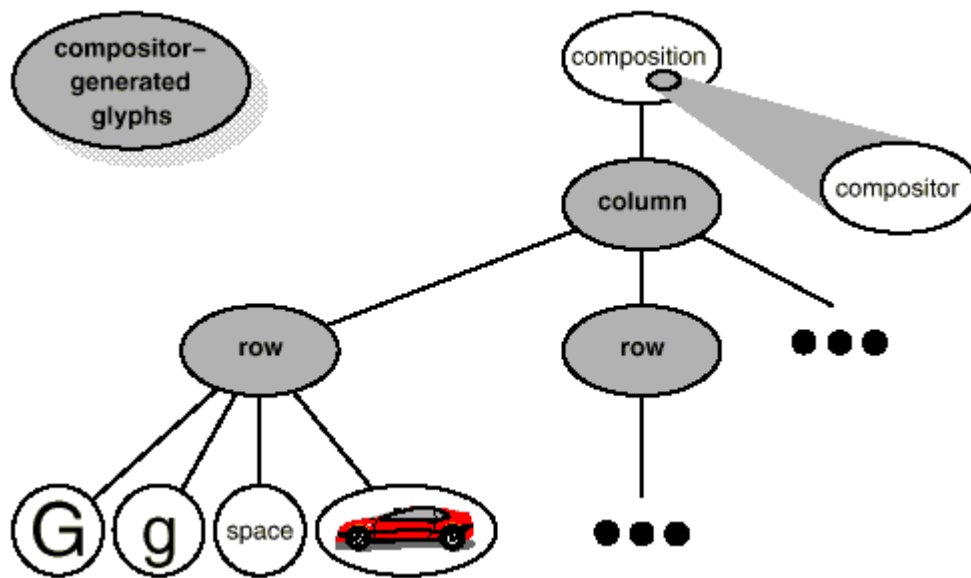 compositor–
generated
glyphs
composition
compositor
column
row
row
G
g
space